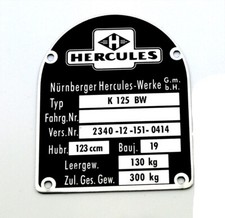 H
HERCULES
Nürnberger Hercules-Werke G.m.b.H.
Typ K 125 BW
Fahrg.Nr.
Vers.Nr. 2340-12-151-0414
Hubr. 123 ccm Bauj. 19
Leergew. 130 kg
Zul. Ges. Gew. 300 kg